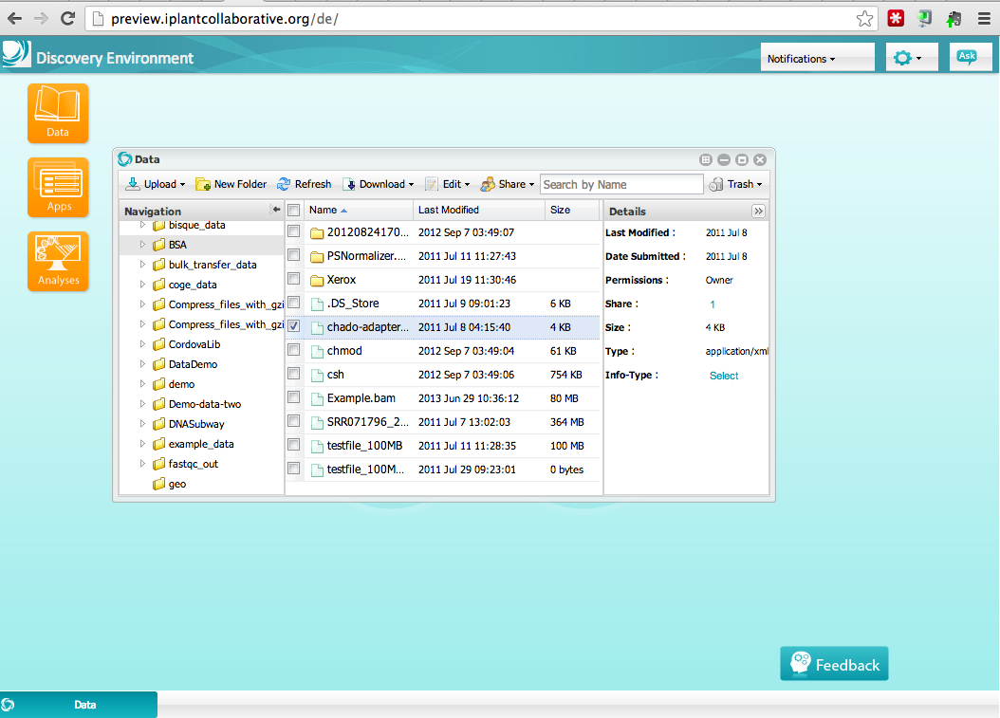 preview.iplantcollaborative.org/de/
Discovery Environment
Notifications
Ask
Data
Apps
Analyses
Data
Upload New Folder Refresh Download Edit Share Search by Name Trash
Navigation
bisque_data
BSA
bulk_transfer_data
coge_data
Compress_files_with_gzi
Compress_files_with_gzi
CordovaLib
DataDemo
demo
Demo-data-two
DNASubway
example_data
fastqc_out
geo
Name Last Modified Size
20120824170... 2012 Sep 7 03:49:07
PSNormalizer.... 2011 Jul 11 11:27:43
Xerox 2011 Jul 19 11:30:46
.DS_Store 2011 Jul 9 09:01:23 6 KB
chado-adapter... 2011 Jul 8 04:15:40 4 KB
chmod 2012 Sep 7 03:49:04 61 KB
csh 2012 Sep 7 03:49:06 754 KB
Example.bam 2013 Jun 29 10:36:12 80 MB
SRR071796_2... 2011 Jul 7 13:02:03 364 MB
testfile_100MB 2011 Jul 11 11:28:35 100 MB
testfile_100M... 2011 Jul 29 09:23:01 0 bytes
Details
Last Modified : 2011 Jul 8
Date Submitted : 2011 Jul 8
Permissions : Owner
Share : 1
Size : 4 KB
Type : application/xml
Info-Type : Select
Feedback
Data